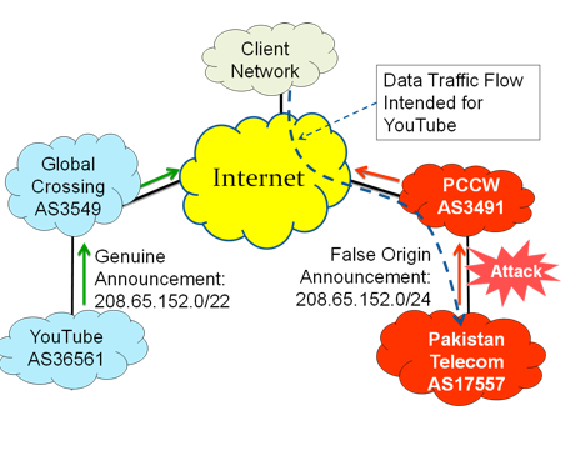 Client
Network
Data Traffic Flow
Intended for
YouTube
Global
Crossing
AS3549
Internet
PCCW
AS3491
Genuine
Announcement:
208.65.152.0/22
False Origin
Announcement:
208.65.152.0/24
Attack
YouTube
AS36561
Pakistan
Telecom
AS17557